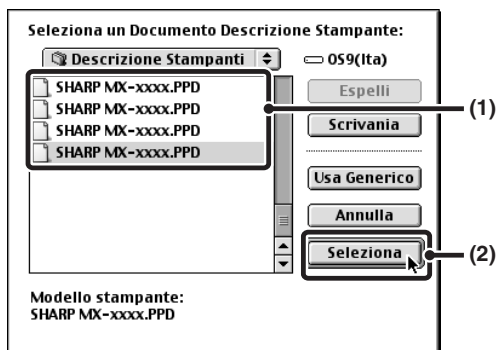 Seleziona un Documento Descrizione Stampante:
Descrizione Stampanti
OS9(Ita)
SHARP MX-xxxx.PPD
SHARP MX-xxxx.PPD
SHARP MX-xxxx.PPD
SHARP MX-xxxx.PPD
Espelli
Scrivania
Usa Generico
Annulla
Seleziona
(1)
(2)
Modello stampante:
SHARP MX-xxxx.PPD